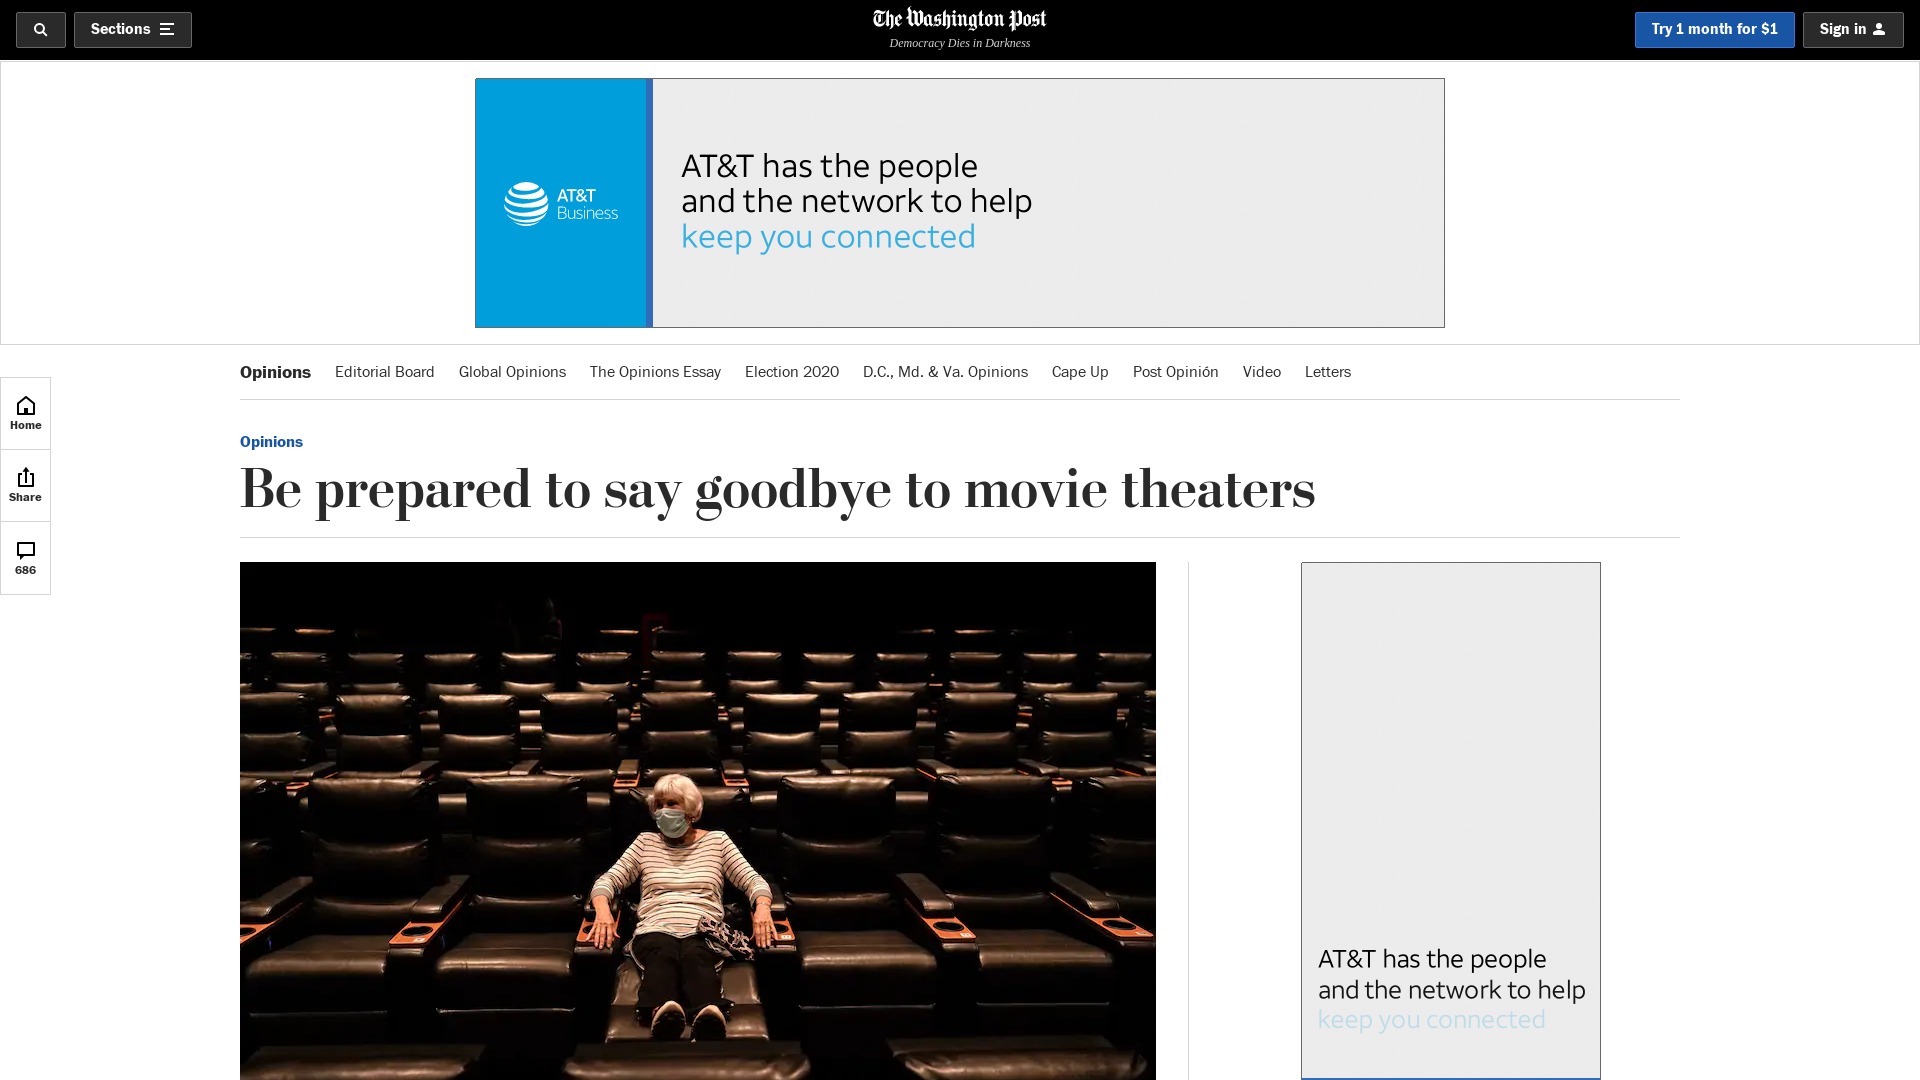 Sections
The Washington Post
Democracy Dies in Darkness
Try 1 month for $1
Sign in
AT&T
Business
AT&T has the people
and the network to help
keep you connected
Opinions
Editorial Board
Global Opinions
The Opinions Essay
Election 2020
D.C., Md. & Va. Opinions
Cape Up
Post Opinión
Video
Letters
Home
Share
686
Opinions
Be prepared to say goodbye to movie theaters
AT&T has the people
and the network to help
keep you connected